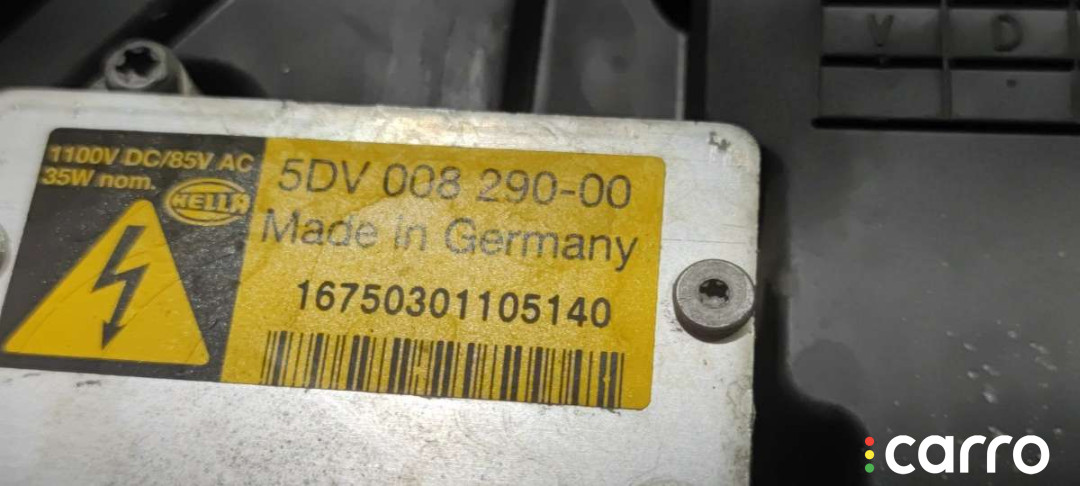 V D
1100V DC/85V AC
35W nom.
HELLA
5DV 008 290-00
Made in Germany
16750301105140
carro